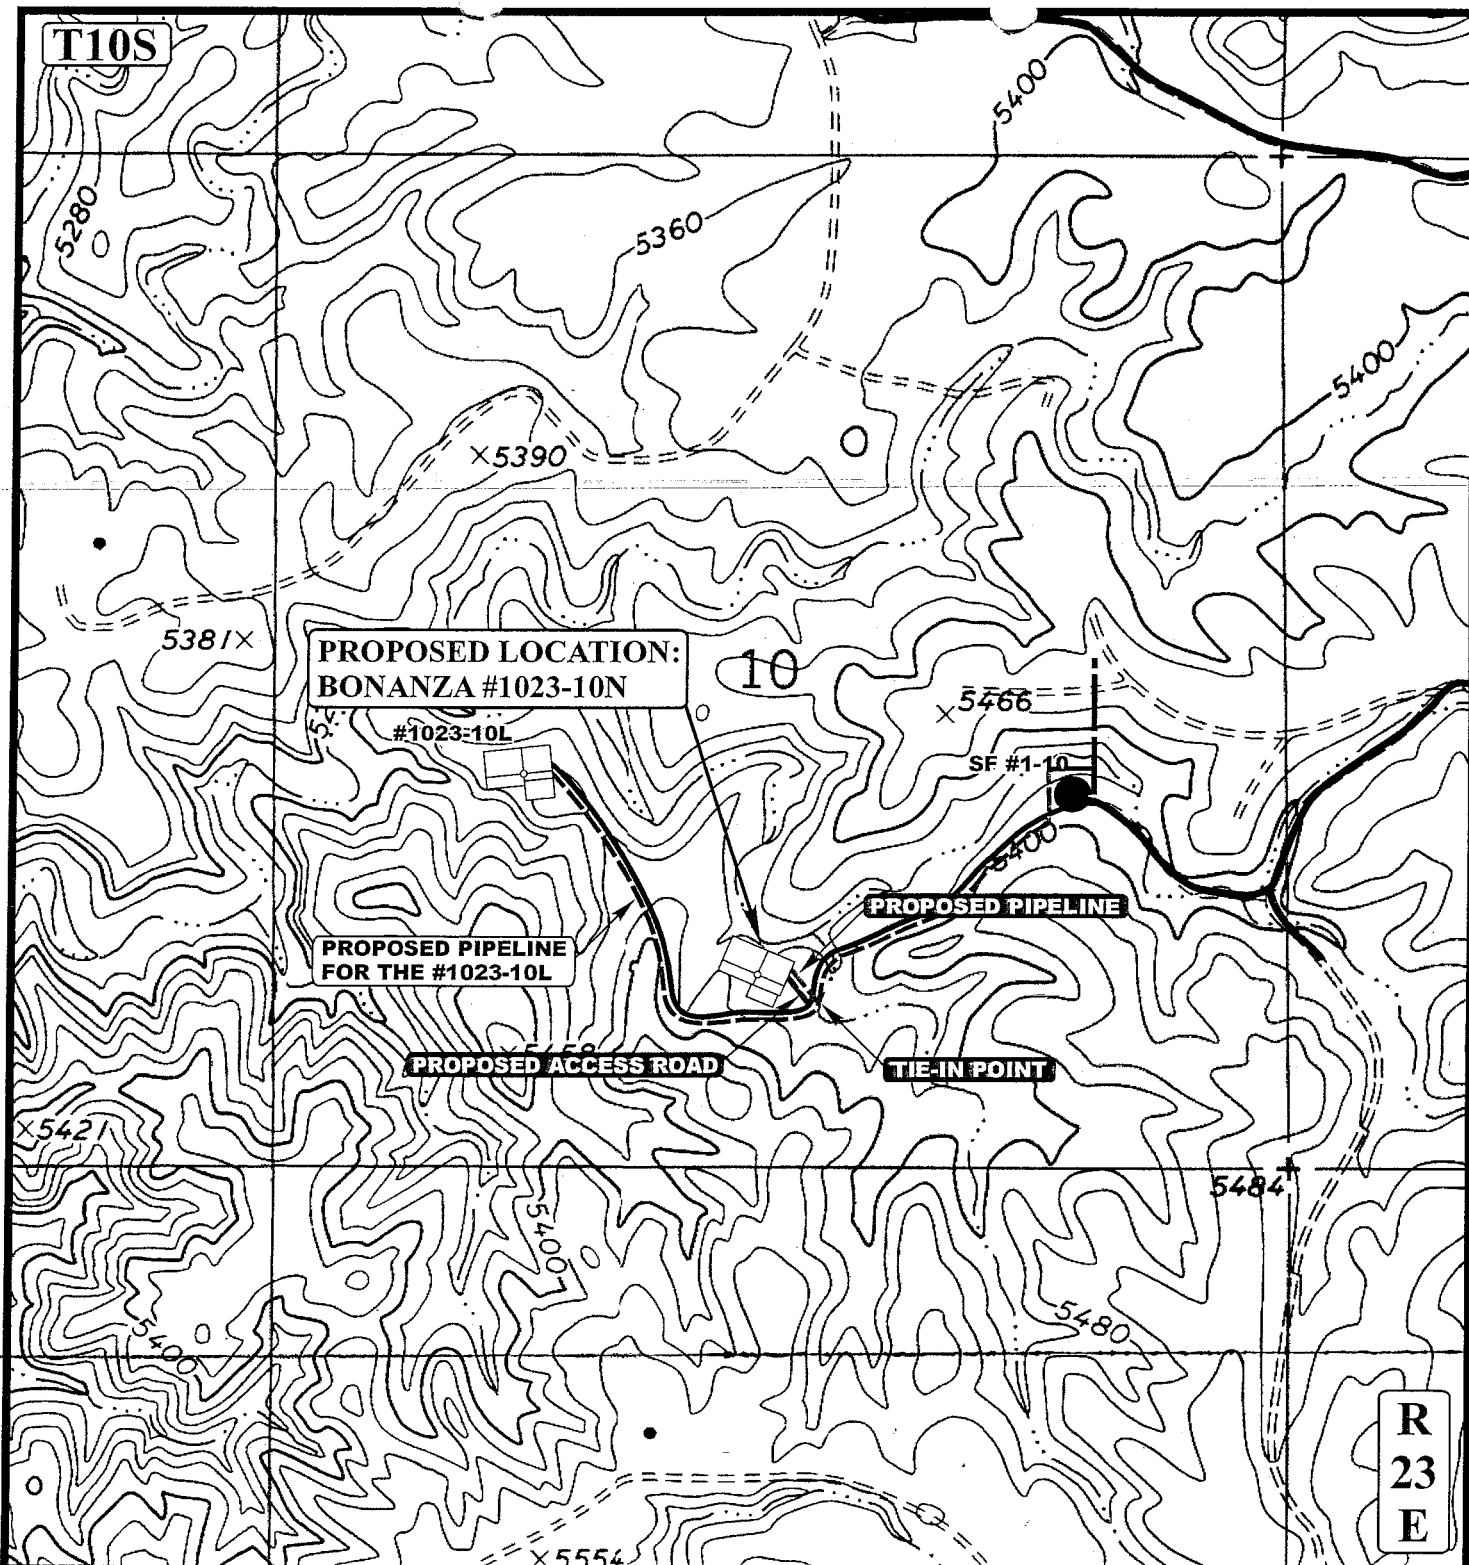 T10S
5400
5280
5360
5400
×5390
5381×
PROPOSED LOCATION:
BONANZA #1023-10N
10
×5466
#1023-10L
SF #1-10
5400
PROPOSED PIPELINE
PROPOSED PIPELINE
FOR THE #1023-10L
PROPOSED ACCESS ROAD
TIE-IN POINT
×5421
5484
5400
5480
5400
R
23
E
×5554